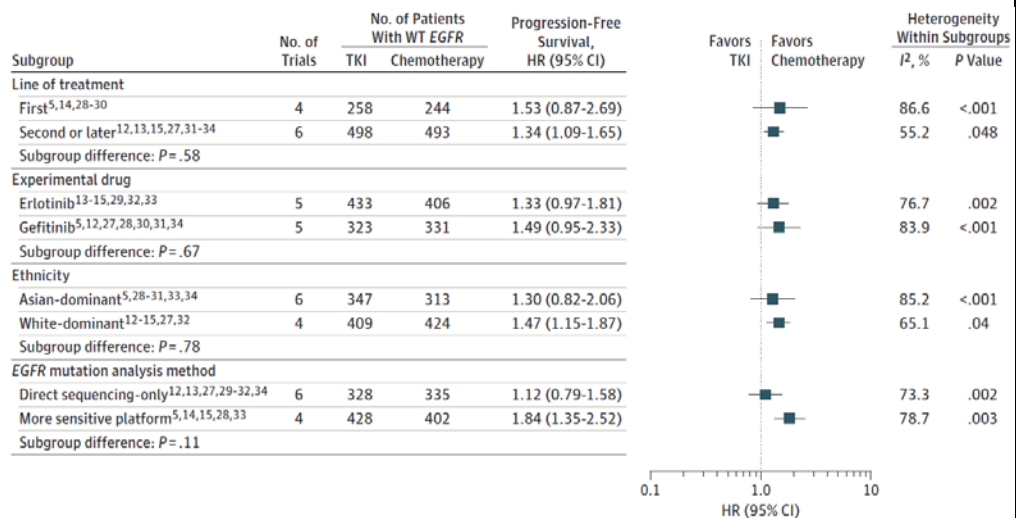 No. of Patients With WT EGFR
Heterogeneity Within Subgroups
Subgroup No. of Trials TKI Chemotherapy Progression-Free Survival, HR (95% CI) Favors TKI Favors Chemotherapy I², % P Value
Line of treatment
First5,14,28-30 4 258 244 1.53 (0.87-2.69) 86.6 <.001
Second or later12,13,15,27,31-34 6 498 493 1.34 (1.09-1.65) 55.2 .048
Subgroup difference: P=.58
Experimental drug
Erlotinib13-15,29,32,33 5 433 406 1.33 (0.97-1.81) 76.7 .002
Gefitinib5,12,27,28,30,31,34 5 323 331 1.49 (0.95-2.33) 83.9 <.001
Subgroup difference: P=.67
Ethnicity
Asian-dominant5,28-31,33,34 6 347 313 1.30 (0.82-2.06) 85.2 <.001
White-dominant12-15,27,32 4 409 424 1.47 (1.15-1.87) 65.1 .04
Subgroup difference: P=.78
EGFR mutation analysis method
Direct sequencing-only12,13,27,29-32,34 6 328 335 1.12 (0.79-1.58) 73.3 .002
More sensitive platform5,14,15,28,33 4 428 402 1.84 (1.35-2.52) 78.7 .003
Subgroup difference: P=.11
0.1 1.0 10
HR (95% CI)